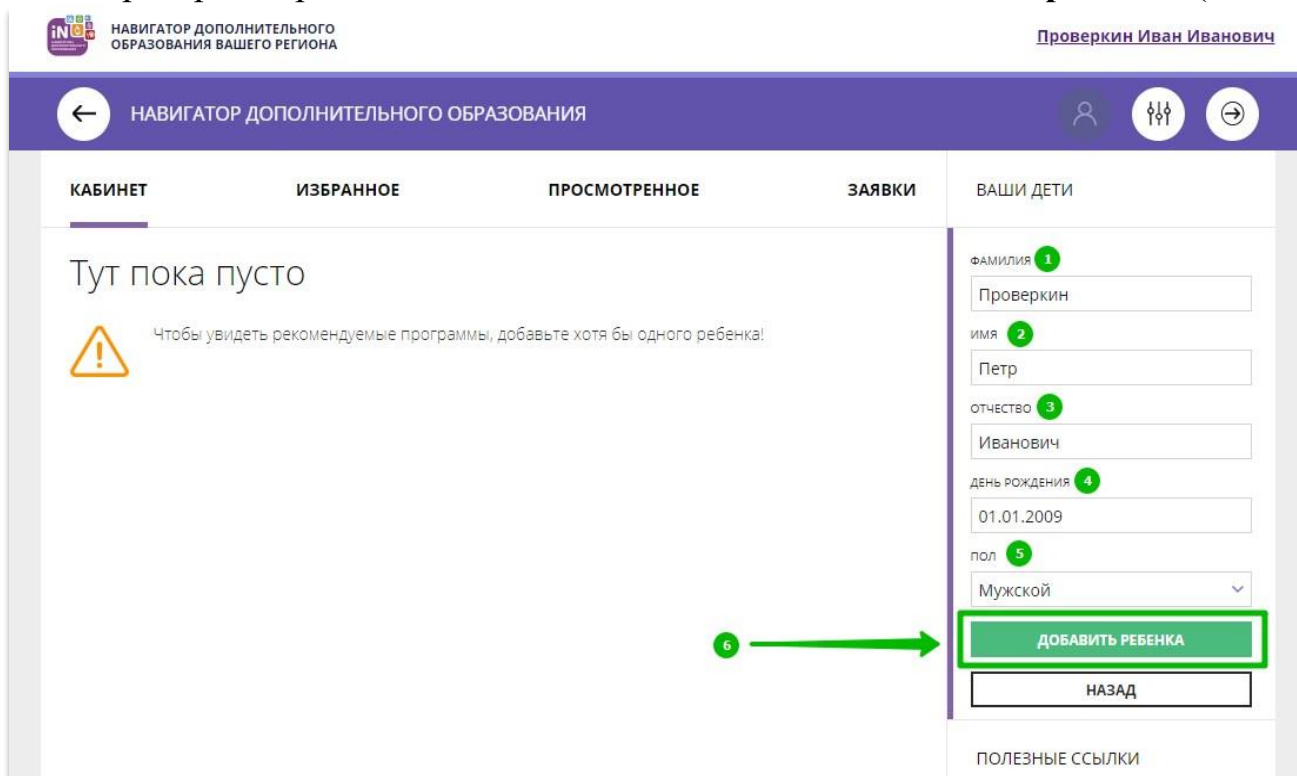 iNO
НАВИГАТОР ДОПОЛНИТЕЛЬНОГО
ОБРАЗОВАНИЯ ВАШЕГО РЕГИОНА
Проверкин Иван Иванович
НАВИГАТОР ДОПОЛНИТЕЛЬНОГО ОБРАЗОВАНИЯ
КАБИНЕТ ИЗБРАННОЕ ПРОСМОТРЕННОЕ ЗАЯВКИ
Тут пока пусто
Чтобы увидеть рекомендуемые программы, добавьте хотя бы одного ребенка!
ВАШИ ДЕТИ
ФАМИЛИЯ 1
Проверкин
ИМЯ 2
Петр
ОТЧЕСТВО 3
Иванович
ДЕНЬ РОЖДЕНИЯ 4
01.01.2009
ПОЛ 5
Мужской
6
ДОБАВИТЬ РЕБЕНКА
НАЗАД
ПОЛЕЗНЫЕ ССЫЛКИ